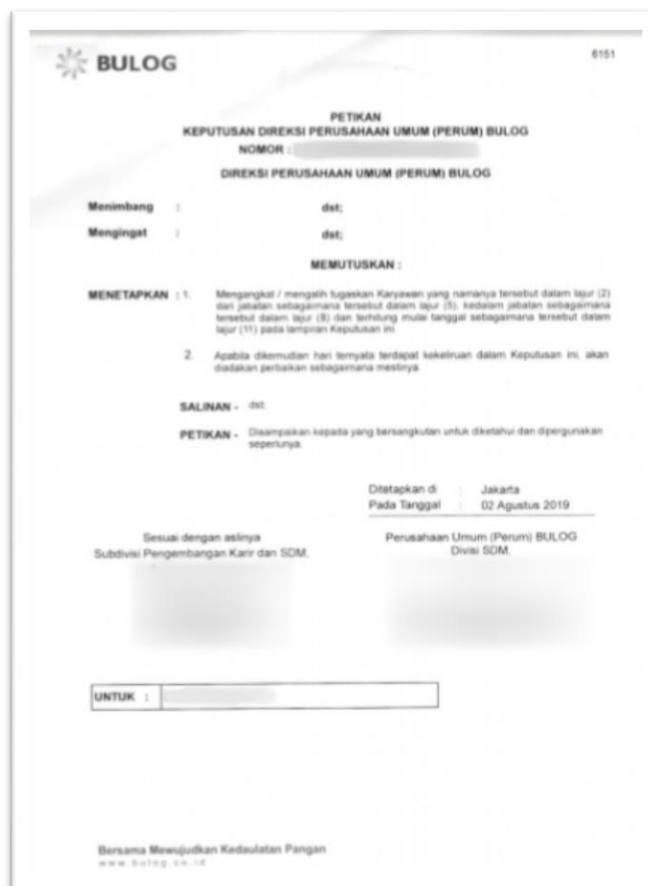 BULOG
6151
PETIKAN
KEPUTUSAN DIREKSI PERUSAHAAN UMUM (PERUM) BULOG
NOMOR :
DIREKSI PERUSAHAAN UMUM (PERUM) BULOG
Menimbang : dst;
Mengingat : dst;
MEMUTUSKAN :
MENETAPKAN : 1. Mengangkat / mengalih tugaskan Karyawan yang namanya tersebut dalam lajur (2)
dan jabatan sebagaimana tersebut dalam lajur (5), kedalam jabatan sebagaimana
tersebut dalam lajur (8) dan terhitung mulai tanggal sebagaimana tersebut dalam
lajur (11) pada lampiran Keputusan ini.
2. Apabila dikemudian hari ternyata terdapat kekeliruan dalam Keputusan ini, akan
diadakan perbaikan sebagaimana mestinya.
SALINAN - dst.
PETIKAN - Disampaikan kepada yang bersangkutan untuk diketahui dan dipergunakan
seperlunya.
Ditetapkan di : Jakarta
Pada Tanggal : 02 Agustus 2019
Sesuai dengan aslinya
Subdivisi Pengembangan Karir dan SDM,
Perusahaan Umum (Perum) BULOG
Divisi SDM,
UNTUK :
Bersama Mewujudkan Kedaulatan Pangan
www.bulog.co.id